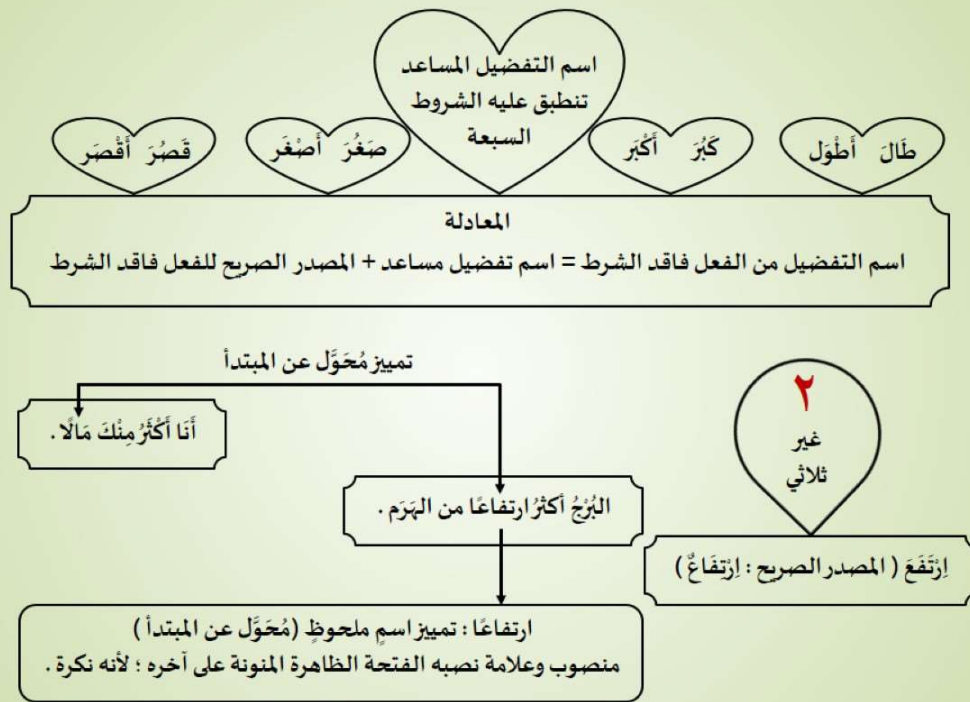 اسم التفضيل المساعد
تنطبق عليه الشروط
السبعة
طَالَ أَطْوَل
كَبُرَ أَكْبَر
صَغُرَ أَصْغَر
قَصُرَ أَقْصَر
المعادلة
اسم التفضيل من الفعل فاقد الشرط = اسم تفضيل مساعد + المصدر الصريح للفعل فاقد الشرط
٢
غير
ثلاثي
اِرْتَفَعَ ( المصدر الصريح : اِرْتِفَاعٌ )
تمييز مُحَوَّل عن المبتدأ
أَنَا أَكْثَرُ مِنْكَ مَالًا .
البُرْجُ أكثرُ ارتفاعًا من الهَرَم .
ارتفاعًا : تمييز اسمٍ ملحوظٍ ( مُحَوَّل عن المبتدأ )
منصوب وعلامة نصبه الفتحة الظاهرة المنونة على آخره ؛ لأنه نكرة .